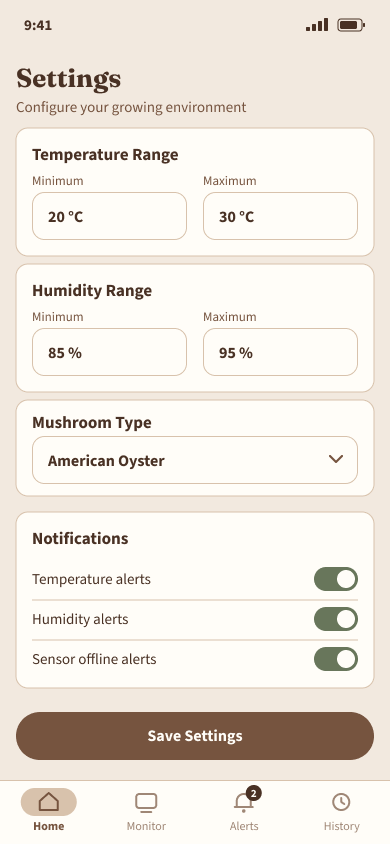 9:41
Settings
Configure your growing environment
Temperature Range
Minimum Maximum
20 °C 30 °C
Humidity Range
Minimum Maximum
85 % 95 %
Mushroom Type
American Oyster
Notifications
Temperature alerts
Humidity alerts
Sensor offline alerts
Save Settings
2
Home Monitor Alerts History